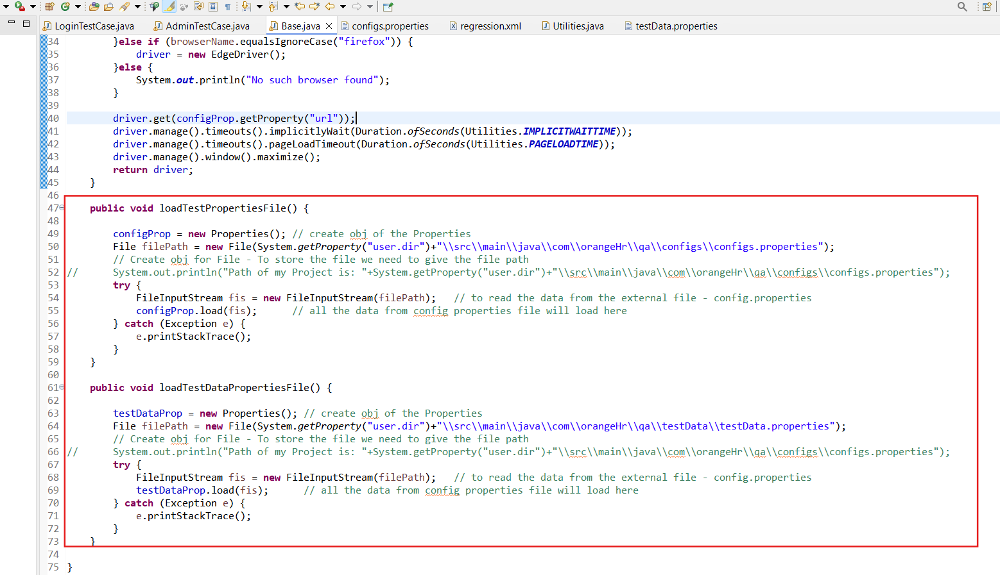 LoginTestCase.java AdminTestCase.java Base.java configs.properties regression.xml Utilities.java testData.properties
34 }else if (browserName.equalsIgnoreCase("firefox")) {
35 driver = new EdgeDriver();
36 }else {
37 System.out.println("No such browser found");
38 }
39
40 driver.get(configProp.getProperty("url"));
41 driver.manage().timeouts().implicitlyWait(Duration.ofSeconds(Utilities.IMPLICITWAITTIME));
42 driver.manage().timeouts().pageLoadTimeout(Duration.ofSeconds(Utilities.PAGELOADTIME));
43 driver.manage().window().maximize();
44 return driver;
45 }
46
47 public void loadTestPropertiesFile() {
48
49 configProp = new Properties(); // create obj of the Properties
50 File filePath = new File(System.getProperty("user.dir")+"\\src\\main\\java\\com\\orangeHr\\qa\\configs\\configs.properties");
51 // Create obj for File - To store the file we need to give the file path
52 // System.out.println("Path of my Project is: "+System.getProperty("user.dir")+"\\src\\main\\java\\com\\orangeHr\\qa\\configs\\configs.properties");
53 try {
54 FileInputStream fis = new FileInputStream(filePath); // to read the data from the external file - config.properties
55 configProp.load(fis); // all the data from config properties file will load here
56 } catch (Exception e) {
57 e.printStackTrace();
58 }
59 }
60
61 public void loadTestDataPropertiesFile() {
62
63 testDataProp = new Properties(); // create obj of the Properties
64 File filePath = new File(System.getProperty("user.dir")+"\\src\\main\\java\\com\\orangeHr\\qa\\testData\\testData.properties");
65 // Create obj for File - To store the file we need to give the file path
66 // System.out.println("Path of my Project is: "+System.getProperty("user.dir")+"\\src\\main\\java\\com\\orangeHr\\qa\\configs\\configs.properties");
67 try {
68 FileInputStream fis = new FileInputStream(filePath); // to read the data from the external file - config.properties
69 testDataProp.load(fis); // all the data from config properties file will load here
70 } catch (Exception e) {
71 e.printStackTrace();
72 }
73 }
74
75 }